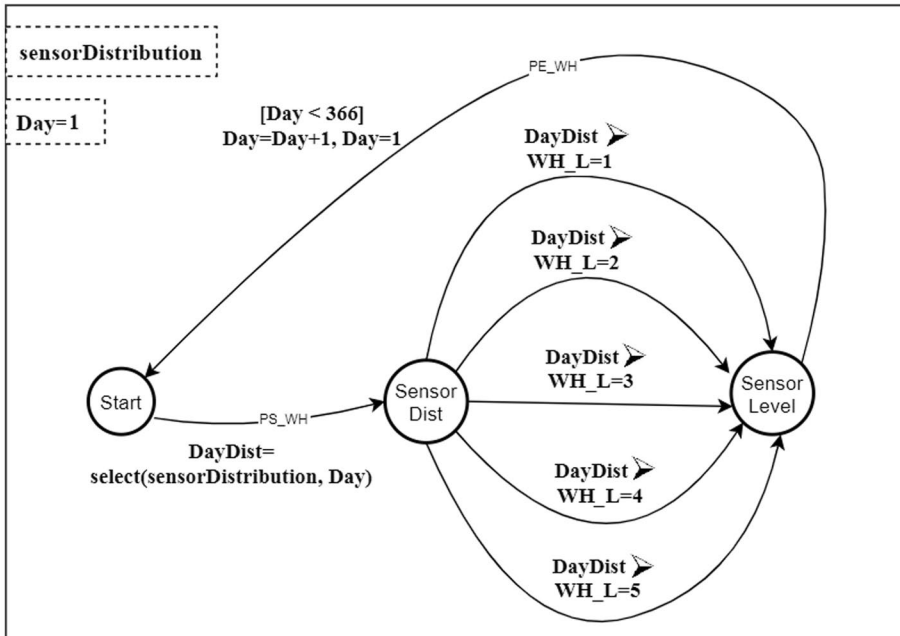 sensorDistribution
Day=1
PE_WH
[Day < 366]
Day=Day+1, Day=1
DayDist
WH_L=1
DayDist
WH_L=2
DayDist
WH_L=3
Start
PS_WH
Sensor
Dist
Sensor
Level
DayDist=
select(sensorDistribution, Day)
DayDist
WH_L=4
DayDist
WH_L=5